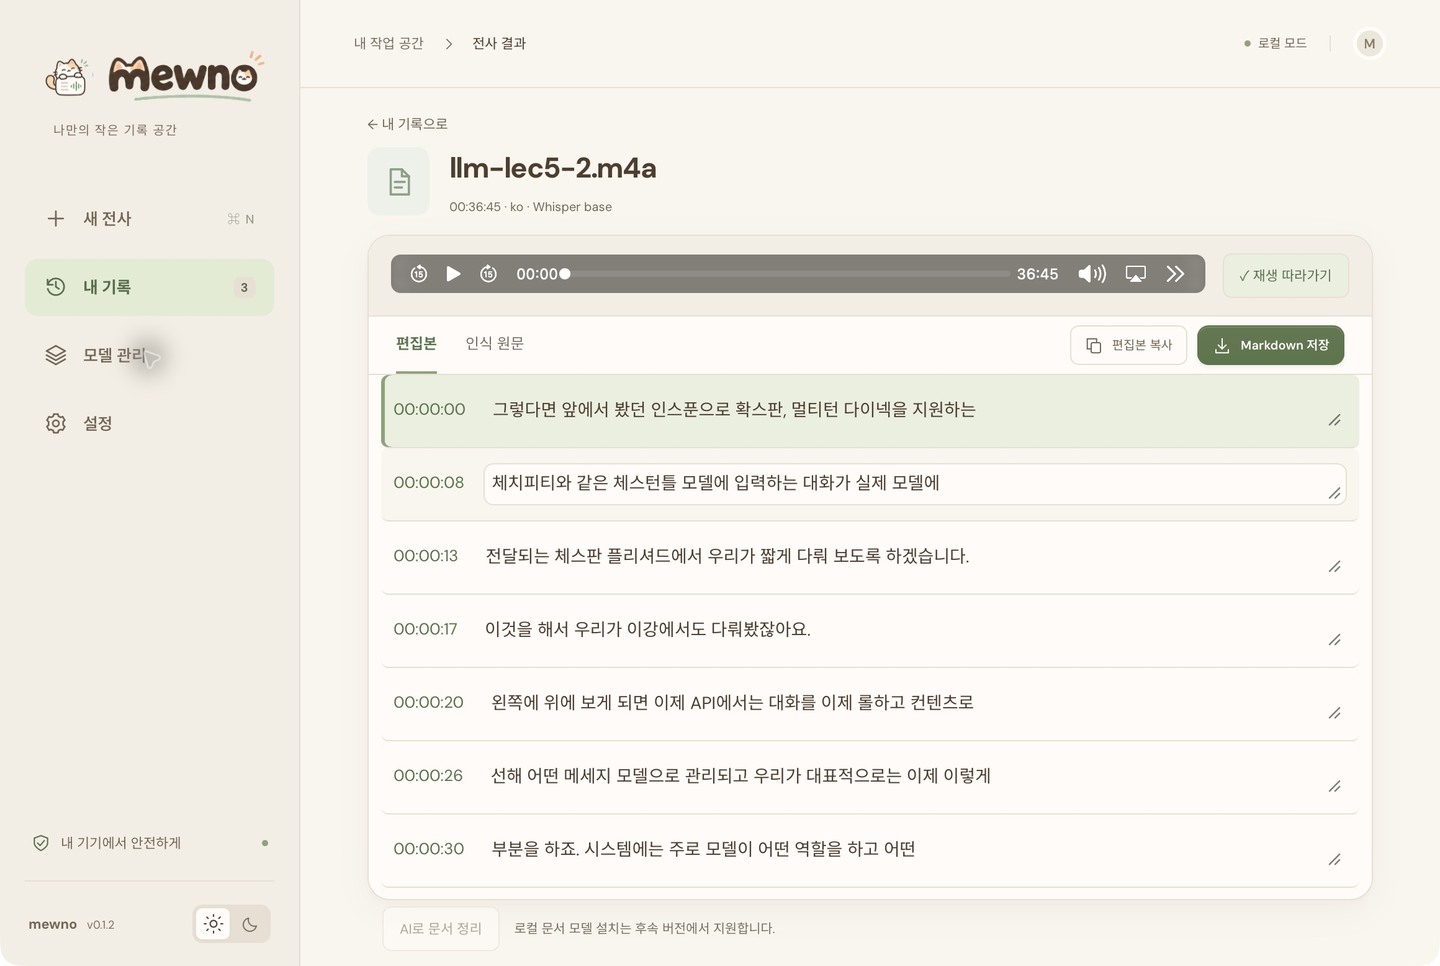 mewno
나만의 작은 기록 공간
새 전사 ⌘ N
내 기록 3
모델 관리
설정
내 기기에서 안전하게
mewno v0.1.2
내 작업 공간 > 전사 결과
로컬 모드 M
← 내 기록으로
llm-lec5-2.m4a
00:36:45 · ko · Whisper base
15 15 00:00 36:45
✓ 재생 따라가기
편집본 인식 원문 편집본 복사 Markdown 저장
00:00:00 그렇다면 앞에서 봤던 인스푼으로 확스판, 멀티턴 다이넥을 지원하는
00:00:08 체치피티와 같은 체스턴틀 모델에 입력하는 대화가 실제 모델에
00:00:13 전달되는 체스판 플리셔드에서 우리가 짧게 다뤄 보도록 하겠습니다.
00:00:17 이것을 해서 우리가 이강에서도 다뤄봤잖아요.
00:00:20 왼쪽에 위에 보게 되면 이제 API에서는 대화를 이제 롤하고 컨텐츠로
00:00:26 선해 어떤 메세지 모델으로 관리되고 우리가 대표적으로는 이제 이렇게
00:00:30 부분을 하죠. 시스템에는 주로 모델이 어떤 역할을 하고 어떤
AI로 문서 정리 로컬 문서 모델 설치는 후속 버전에서 지원합니다.